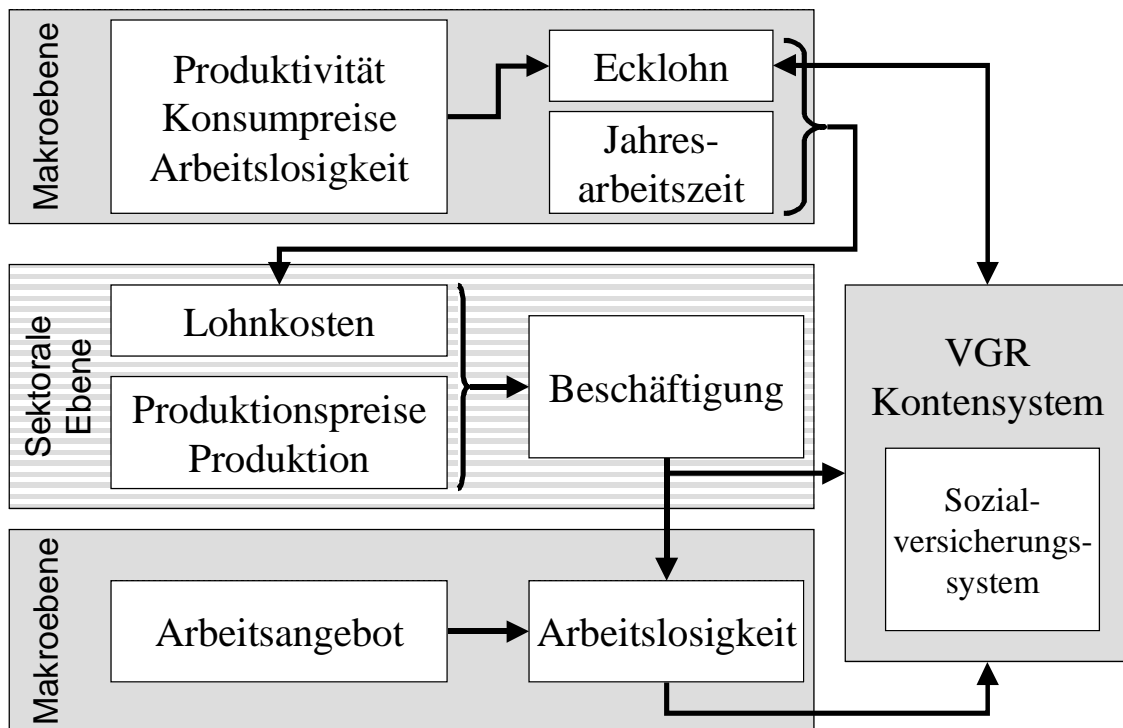 Makroebene
Produktivität
Konsumpreise
Arbeitslosigkeit
Ecklohn
Jahres-
arbeitszeit
Sektorale
Ebene
Lohnkosten
Produktionspreise
Produktion
Beschäftigung
VGR
Kontensystem
Sozial-
versicherungs-
system
Makroebene
Arbeitsangebot
Arbeitslosigkeit